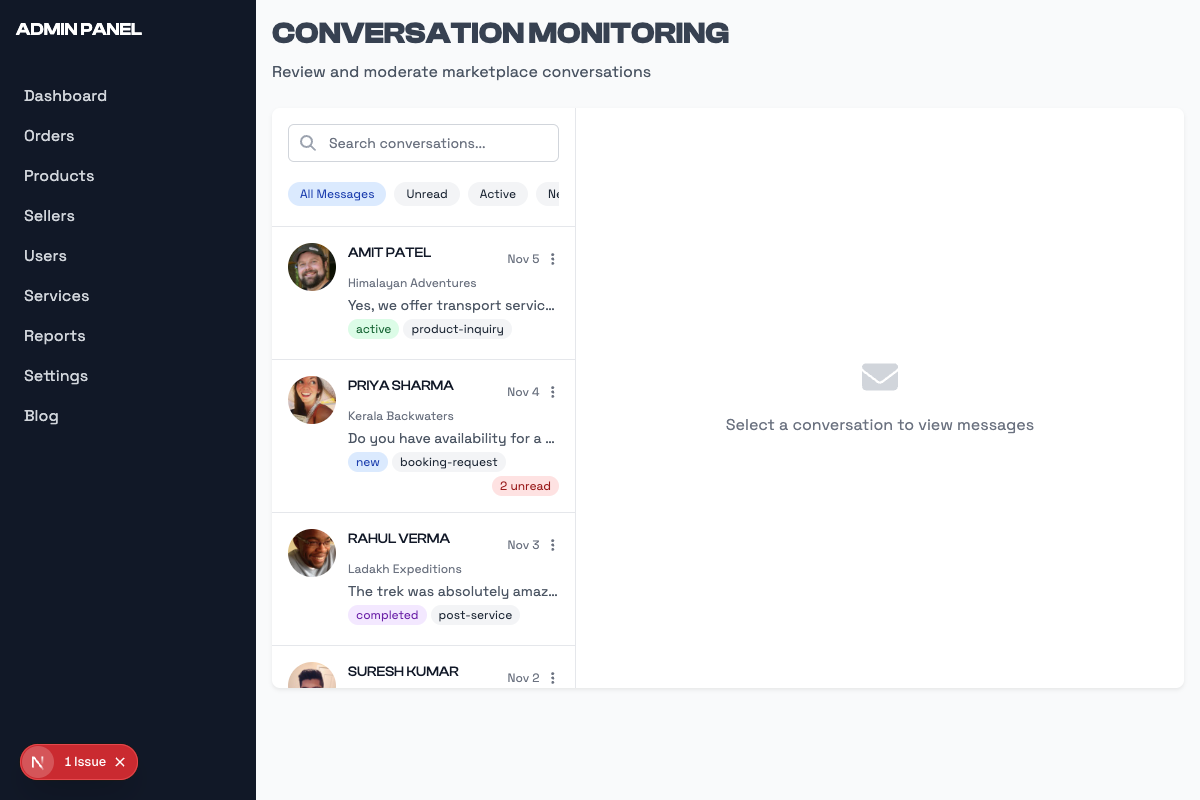 ADMIN PANEL
Dashboard
Orders
Products
Sellers
Users
Services
Reports
Settings
Blog
1 Issue
CONVERSATION MONITORING
Review and moderate marketplace conversations
Search conversations...
All Messages Unread Active Ne
AMIT PATEL Nov 5
Himalayan Adventures
Yes, we offer transport servic...
active product-inquiry
PRIYA SHARMA Nov 4
Kerala Backwaters
Do you have availability for a ...
new booking-request
2 unread
RAHUL VERMA Nov 3
Ladakh Expeditions
The trek was absolutely amaz...
completed post-service
SURESH KUMAR Nov 2
Select a conversation to view messages